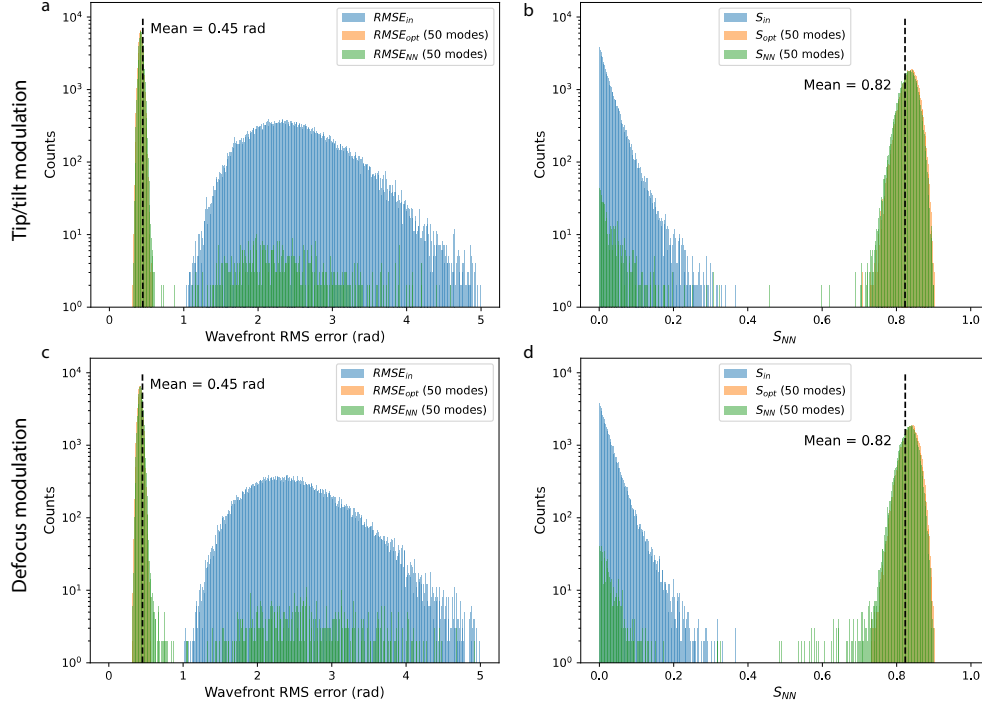 a
Tip/tilt modulation
Counts
10^4
10^3
10^2
10^1
10^0
Mean = 0.45 rad
RMSE_in
RMSE_opt (50 modes)
RMSE_NN (50 modes)
0 1 2 3 4 5
Wavefront RMS error (rad)
b
Counts
10^4
10^3
10^2
10^1
10^0
S_in
S_opt (50 modes)
S_NN (50 modes)
Mean = 0.82
0.0 0.2 0.4 0.6 0.8 1.0
S_NN
c
Defocus modulation
Counts
10^4
10^3
10^2
10^1
10^0
Mean = 0.45 rad
RMSE_in
RMSE_opt (50 modes)
RMSE_NN (50 modes)
0 1 2 3 4 5
Wavefront RMS error (rad)
d
Counts
10^4
10^3
10^2
10^1
10^0
S_in
S_opt (50 modes)
S_NN (50 modes)
Mean = 0.82
0.0 0.2 0.4 0.6 0.8 1.0
S_NN